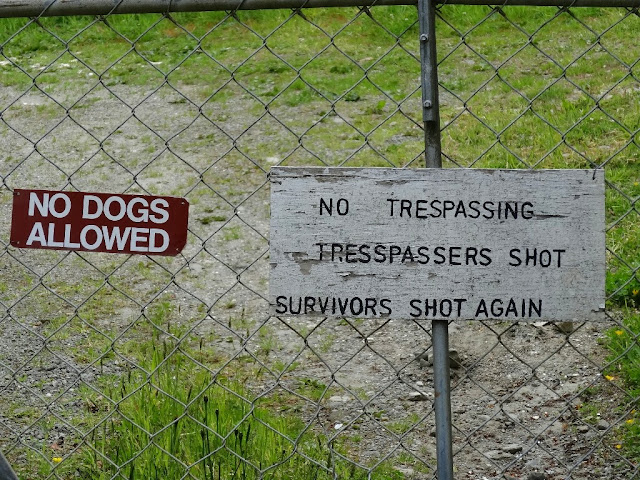 NO DOGS
ALLOWED
NO TRESPASSING
TRESSPASSERS SHOT
SURVIVORS SHOT AGAIN